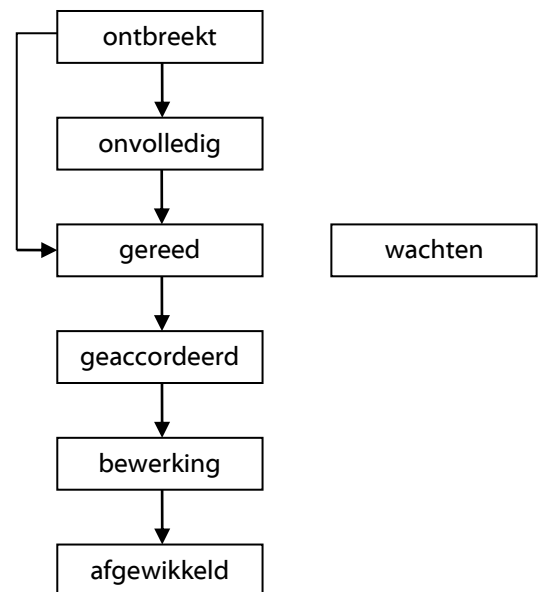 ontbreekt
onvolledig
gereed
wachten
geaccordeerd
bewerking
afgewikkeld